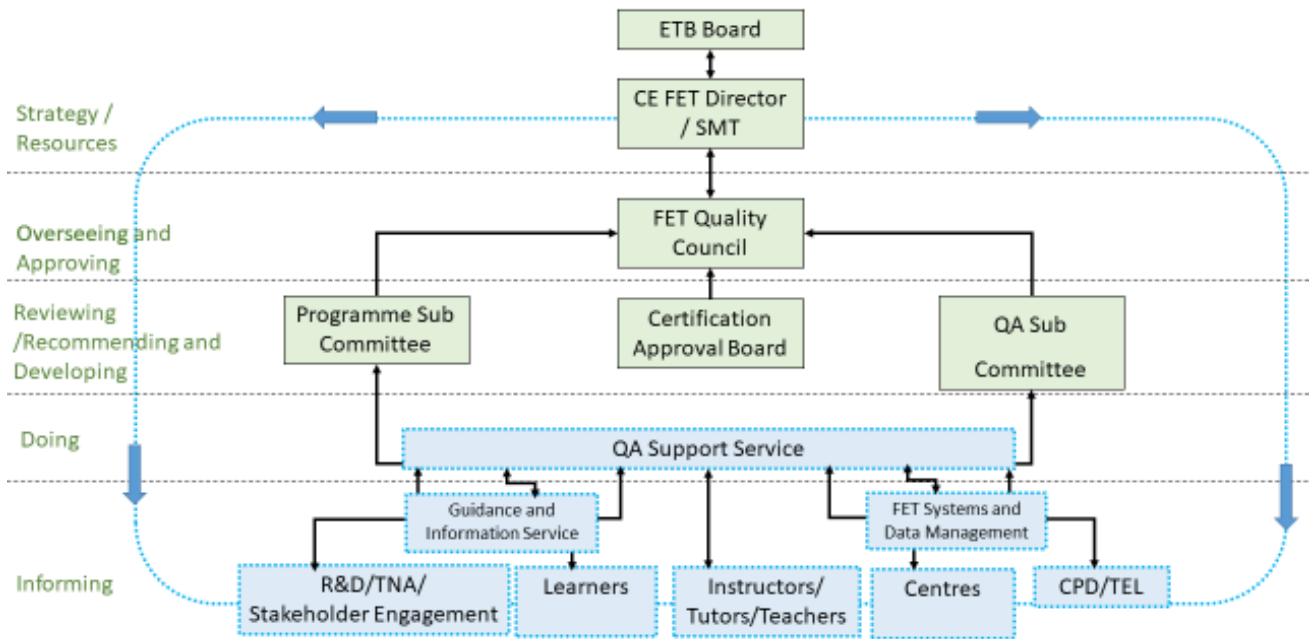 ETB Board
Strategy /
Resources
CE FET Director
/ SMT
Overseeing and
Approving
FET Quality
Council
Reviewing
/Recommending and
Developing
Programme Sub
Committee
Certification
Approval Board
QA Sub
Committee
Doing
QA Support Service
Guidance and
Information Service
FET Systems and
Data Management
Informing
R&D/TNA/
Stakeholder Engagement
Learners
Instructors/
Tutors/Teachers
Centres
CPD/TEL